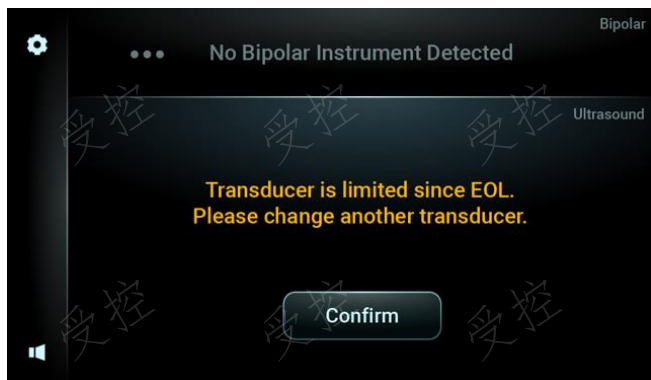 Bipolar
No Bipolar Instrument Detected
Ultrasound
受控 受控 受控
Transducer is limited since EOL.
Please change another transducer.
Confirm
受控 受控 受控